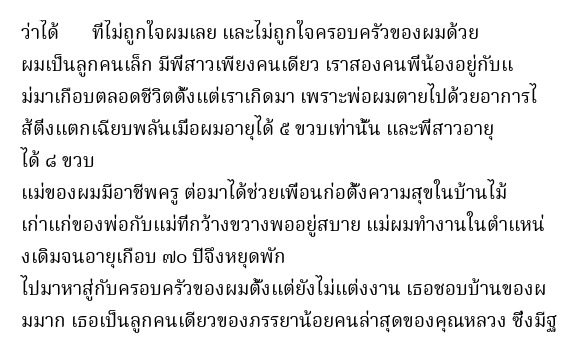 ว่าได้ ที่ไม่ถูกใจผมเลย และไม่ถูกใจครอบครัวของผมด้วย
ผมเป็นลูกคนเล็ก มีพี่สาวเพียงคนเดียว เราสองคนพี่น้องอยู่กับแ
ม่มาเกือบตลอดชีวิตตั้งแต่เราเกิดมา เพราะพ่อผมตายไปด้วยอาการไ
ส้ติ่งแตกเฉียบพลันเมื่อผมอายุได้ ๕ ขวบเท่านั้น และพี่สาวอายุ
ได้ ๘ ขวบ
แม่ของผมมีอาชีพครู ต่อมาได้ช่วยเพื่อนก่อตั้งความสุขในบ้านไม้
เก่าแก่ของพ่อกับแม่ที่กว้างขวางพออยู่สบาย แม่ผมทำงานในตำแหน่
งเดิมจนอายุเกือบ ๗๐ ปีจึงหยุดพัก
ไปมาหาสู่กับครอบครัวของผมตั้งแต่ยังไม่แต่งงาน เธอชอบบ้านของผ
มมาก เธอเป็นลูกคนเดียวของภรรยาน้อยคนล่าสุดของคุณหลวง ซึ่งมีฐ